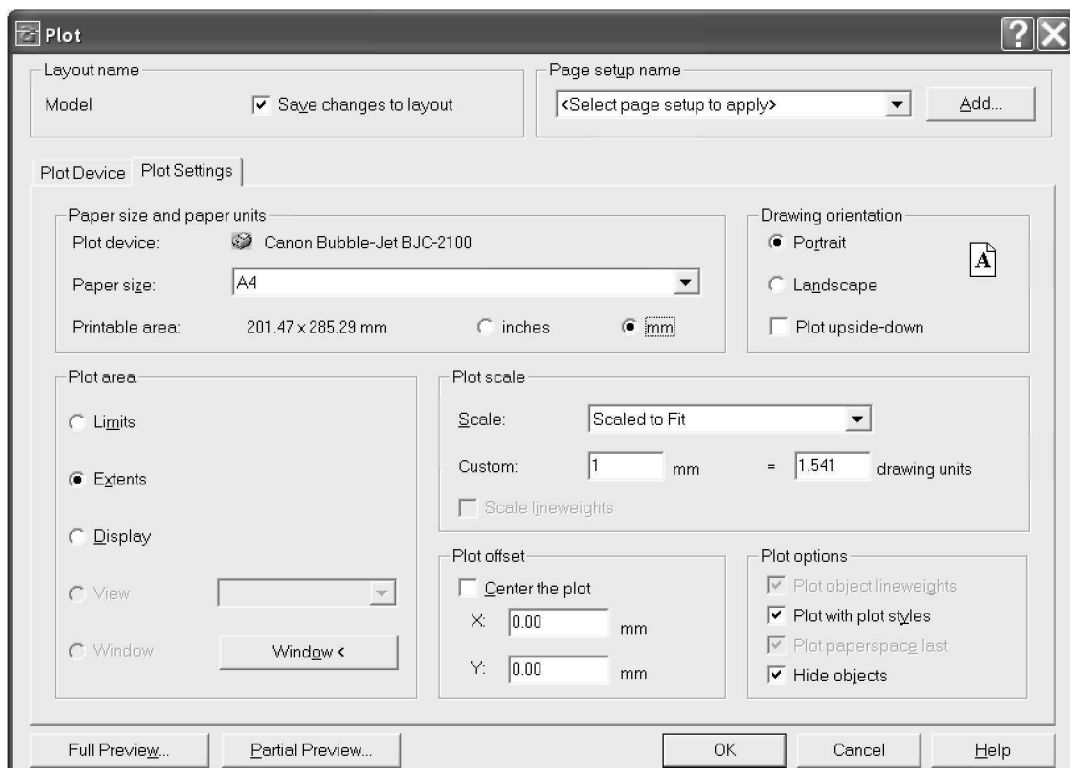 Plot
Layout name
Model
Save changes to layout
Page setup name
<Select page setup to apply>
Add...
Plot Device
Plot Settings
Paper size and paper units
Plot device:
Canon Bubble-Jet BJC-2100
Paper size:
A4
Printable area:
201.47 x 285.29 mm
inches
mm
Drawing orientation
Portrait
A
Landscape
Plot upside-down
Plot area
Limits
Extents
Display
View
Window
Window <
Plot scale
Scale:
Scaled to Fit
Custom:
1
mm
=
1.541
drawing units
Scale lineweights
Plot offset
Center the plot
X:
0.00
mm
Y:
0.00
mm
Plot options
Plot object lineweights
Plot with plot styles
Plot paperspace last
Hide objects
Full Preview...
Partial Preview...
OK
Cancel
Help